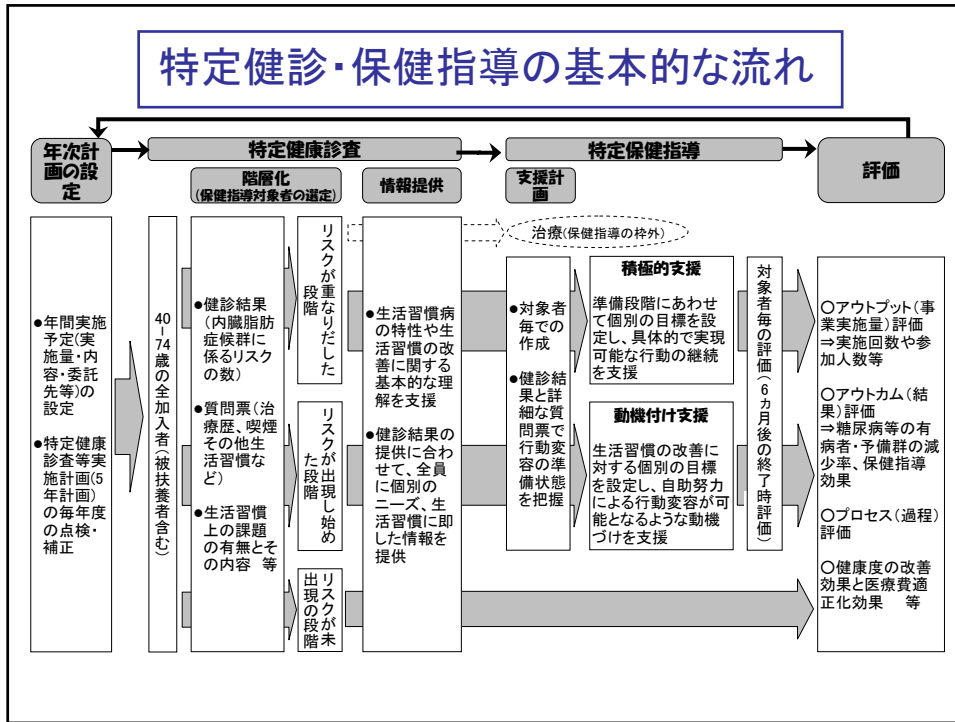 特定健診・保健指導の基本的な流れ
年次計
画の設
定
特定健康診査
特定保健指導
評価
階層化
(保健指導対象者の選定)
情報提供
支援計
画
●年間実施
予定(実
施量・内
容・委託
先等)の
設定
●特定健康
診査等実
施計画(5
年計画)
の毎年度
の点検・
補正
40－74歳の全加入者(被扶養者含む)
●健診結果
(内臓脂肪
症候群に
係るリスク
の数)
●質問票(治
療歴、喫煙
その他生
活習慣な
ど)
●生活習慣
上の課題
の有無とそ
の内容 等
リスクが重なりだした
段階
リスクが出現し始め
た段階
リスクが未
出現の段階
●生活習慣病
の特性や生
活習慣の改
善に関する
基本的な理
解を支援
●健診結果の
提供に合わ
せて、全員
に個別の
ニーズ、生
活習慣に即
した情報を
提供
治療(保健指導の枠外)
●対象者
毎での
作成
●健診結
果と詳
細な質
問票で
行動変
容の準
備状態
を把握
積極的支援
準備段階にあわせ
て個別の目標を設
定し、具体的で実現
可能な行動の継続
を支援
動機付け支援
生活習慣の改善に
対する個別の目標
を設定し、自助努力
による行動変容が可
能となるような動機
づけを支援
対象者毎の評価(6ヵ月後の終了時評価)
○アウトプット(事
業実施量)評価
⇒実施回数や参
加人数等
○アウトカム(結
果)評価
⇒糖尿病等の有
病者・予備群の減
少率、保健指導
効果
○プロセス(過程)
評価
○健康度の改善
効果と医療費適
正化効果 等